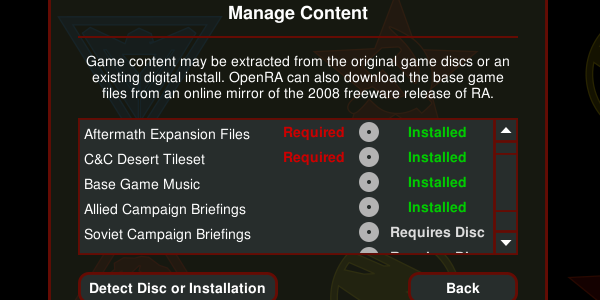 Manage Content
Game content may be extracted from the original game discs or an
existing digital install. OpenRA can also download the base game
files from an online mirror of the 2008 freeware release of RA.
Aftermath Expansion Files Required Installed
C&C Desert Tileset Required Installed
Base Game Music Installed
Allied Campaign Briefings Installed
Soviet Campaign Briefings Requires Disc
Detect Disc or Installation Back